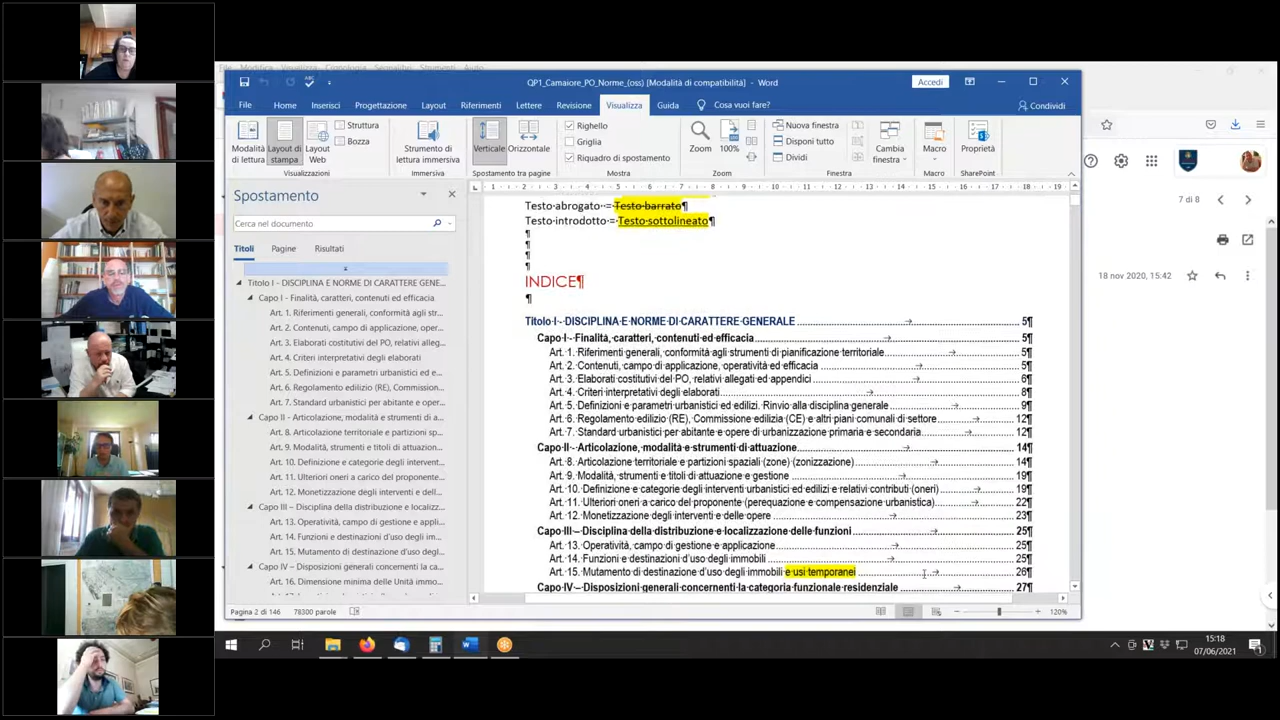 QP1_Camaiore_PO_Norme_(oss) [Modalità di compatibilità] - Word
Accedi
File Home Inserisci Progettazione Layout Riferimenti Lettere Revisione Visualizza Guida Cosa vuoi fare? Condividi
Modalità di lettura
Layout di stampa
Layout Web
Struttura
Bozza
Visualizzazioni
Strumento di lettura immersiva
Immersiva
Verticale
Orizzontale
Spostamento tra pagine
Righello
Griglia
Riquadro di spostamento
Mostra
Zoom
100%
Zoom
Nuova finestra
Disponi tutto
Dividi
Cambia finestra
Finestra
Macro
Macro
Proprietà
SharePoint
Spostamento
Cerca nel documento
Titoli Pagine Risultati
Titolo I - DISCIPLINA E NORME DI CARATTERE GENE...
Capo I - Finalità, caratteri, contenuti ed efficacia
Art. 1. Riferimenti generali, conformità agli strum...
Art. 2. Contenuti, campo di applicazione, oper...
Art. 3. Elaborati costitutivi del PO, relativi alleg...
Art. 4. Criteri interpretativi degli elaborati
Art. 5. Definizioni e parametri urbanistici ed e...
Art. 6. Regolamento edilizio (RE), Commission...
Art. 7. Standard urbanistici per abitante e oper...
Capo II - Articolazione, modalità e strumenti di a...
Art. 8. Articolazione territoriale e partizioni sp...
Art. 9. Modalità, strumenti e titoli di attuazion...
Art. 10. Definizione e categorie degli intervent...
Art. 11. Ulteriori oneri a carico del proponente...
Art. 12. Monetizzazione degli interventi e dell...
Capo III – Disciplina della distribuzione e localizz...
Art. 13. Operatività, campo di gestione e appli...
Art. 14. Funzioni e destinazioni d'uso degli im...
Art. 15. Mutamento di destinazione d'uso degl...
Capo IV – Disposizioni generali concernenti la ca...
Art. 16. Dimensione minima delle Unità immo...
Testo·abrogato··=·Testo·barrato¶
Testo·introdotto·=·Testo·sottolineato¶
¶
¶
¶
¶
INDICE¶
¶
Titolo·I·-·DISCIPLINA·E·NORME·DI·CARATTERE·GENERALE → 5¶
Capo·I·-·Finalità,·caratteri,·contenuti·ed·efficacia → 5¶
Art.·1.·Riferimenti·generali,·conformità·agli·strumenti·di·pianificazione·territoriale → 5¶
Art.·2.·Contenuti,·campo·di·applicazione,·operatività·ed·efficacia → 5¶
Art.·3.·Elaborati·costitutivi·del·PO,·relativi·allegati·ed·appendici → 6¶
Art.·4.·Criteri·interpretativi·degli·elaborati → 8¶
Art.·5.·Definizioni·e·parametri·urbanistici·ed·edilizi.·Rinvio·alla·disciplina·generale → 9¶
Art.·6.·Regolamento·edilizio·(RE),·Commissione·edilizia·(CE)·e·altri·piani·comunali·di·settore → 12¶
Art.·7.·Standard·urbanistici·per·abitante·e·opere·di·urbanizzazione·primaria·e·secondaria → 12¶
Capo·II·-·Articolazione,·modalità·e·strumenti·di·attuazione → 14¶
Art.·8.·Articolazione·territoriale·e·partizioni·spaziali·(zone)·(zonizzazione) → 14¶
Art.·9.·Modalità,·strumenti·e·titoli·di·attuazione·e·gestione → 19¶
Art.·10.·Definizione·e·categorie·degli·interventi·urbanistici·ed·edilizi·e·relativi·contributi·(oneri) → 19¶
Art.·11.·Ulteriori·oneri·a·carico·del·proponente·(perequazione·e·compensazione·urbanistica) → 22¶
Art.·12.·Monetizzazione·degli·interventi·e·delle·opere → 23¶
Capo·III·–·Disciplina·della·distribuzione·e·localizzazione·delle·funzioni → 25¶
Art.·13.·Operatività,·campo·di·gestione·e·applicazione → 25¶
Art.·14.·Funzioni·e·destinazioni·d'uso·degli·immobili → 25¶
Art.·15.·Mutamento·di·destinazione·d'uso·degli·immobili·e·usi·temporanei → 26¶
Capo·IV·–·Disposizioni·generali·concernenti·la·categoria·funzionale·residenziale → 27¶
Pagina 2 di 146 78300 parole 120%
7 di 8
18 nov 2020, 15:42
15:18
07/06/2021